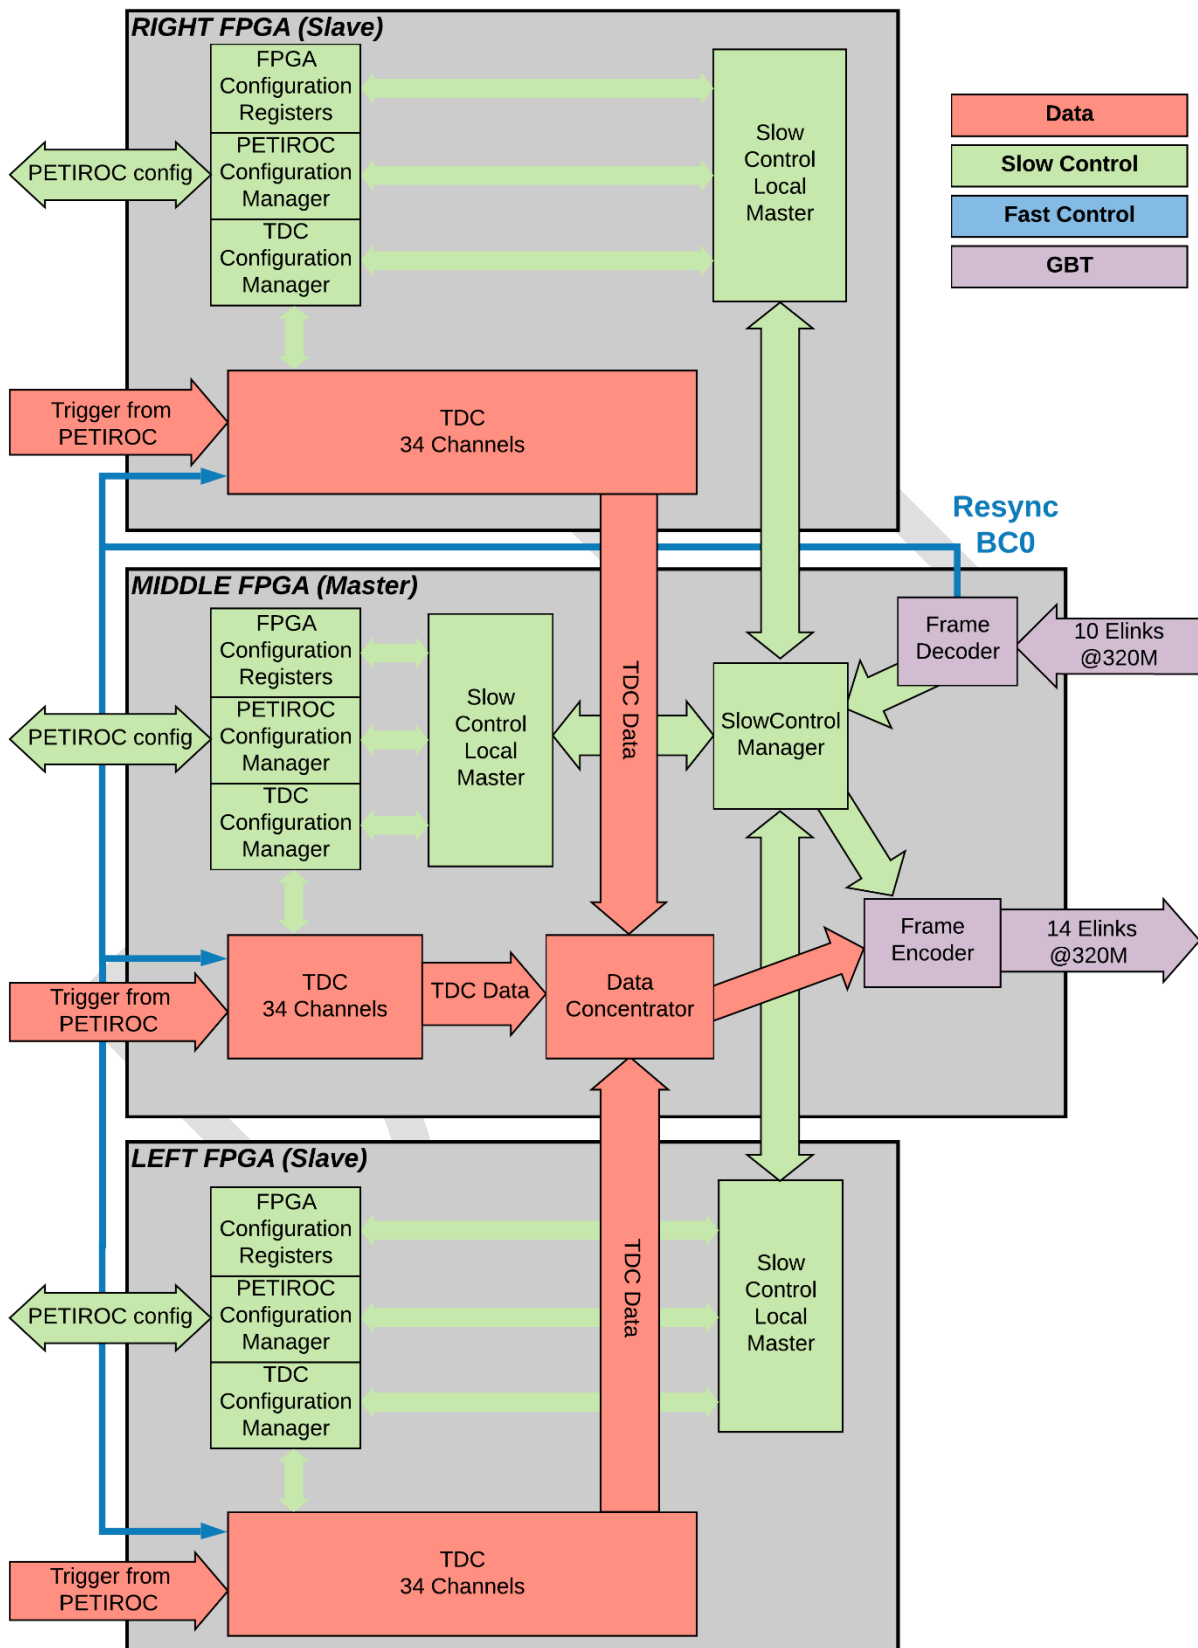 RIGHT FPGA (Slave)
FPGA
Configuration
Registers
PETIROC
Configuration
Manager
TDC
Configuration
Manager
PETIROC config
Slow
Control
Local
Master
Data
Slow Control
Fast Control
GBT
Trigger from
PETIROC
TDC
34 Channels
Resync
BC0
MIDDLE FPGA (Master)
FPGA
Configuration
Registers
PETIROC
Configuration
Manager
TDC
Configuration
Manager
PETIROC config
Slow
Control
Local
Master
TDC Data
SlowControl
Manager
Frame
Decoder
10 Elinks
@320M
Trigger from
PETIROC
TDC
34 Channels
TDC Data
Data
Concentrator
Frame
Encoder
14 Elinks
@320M
LEFT FPGA (Slave)
FPGA
Configuration
Registers
PETIROC
Configuration
Manager
TDC
Configuration
Manager
PETIROC config
TDC Data
Slow
Control
Local
Master
Trigger from
PETIROC
TDC
34 Channels